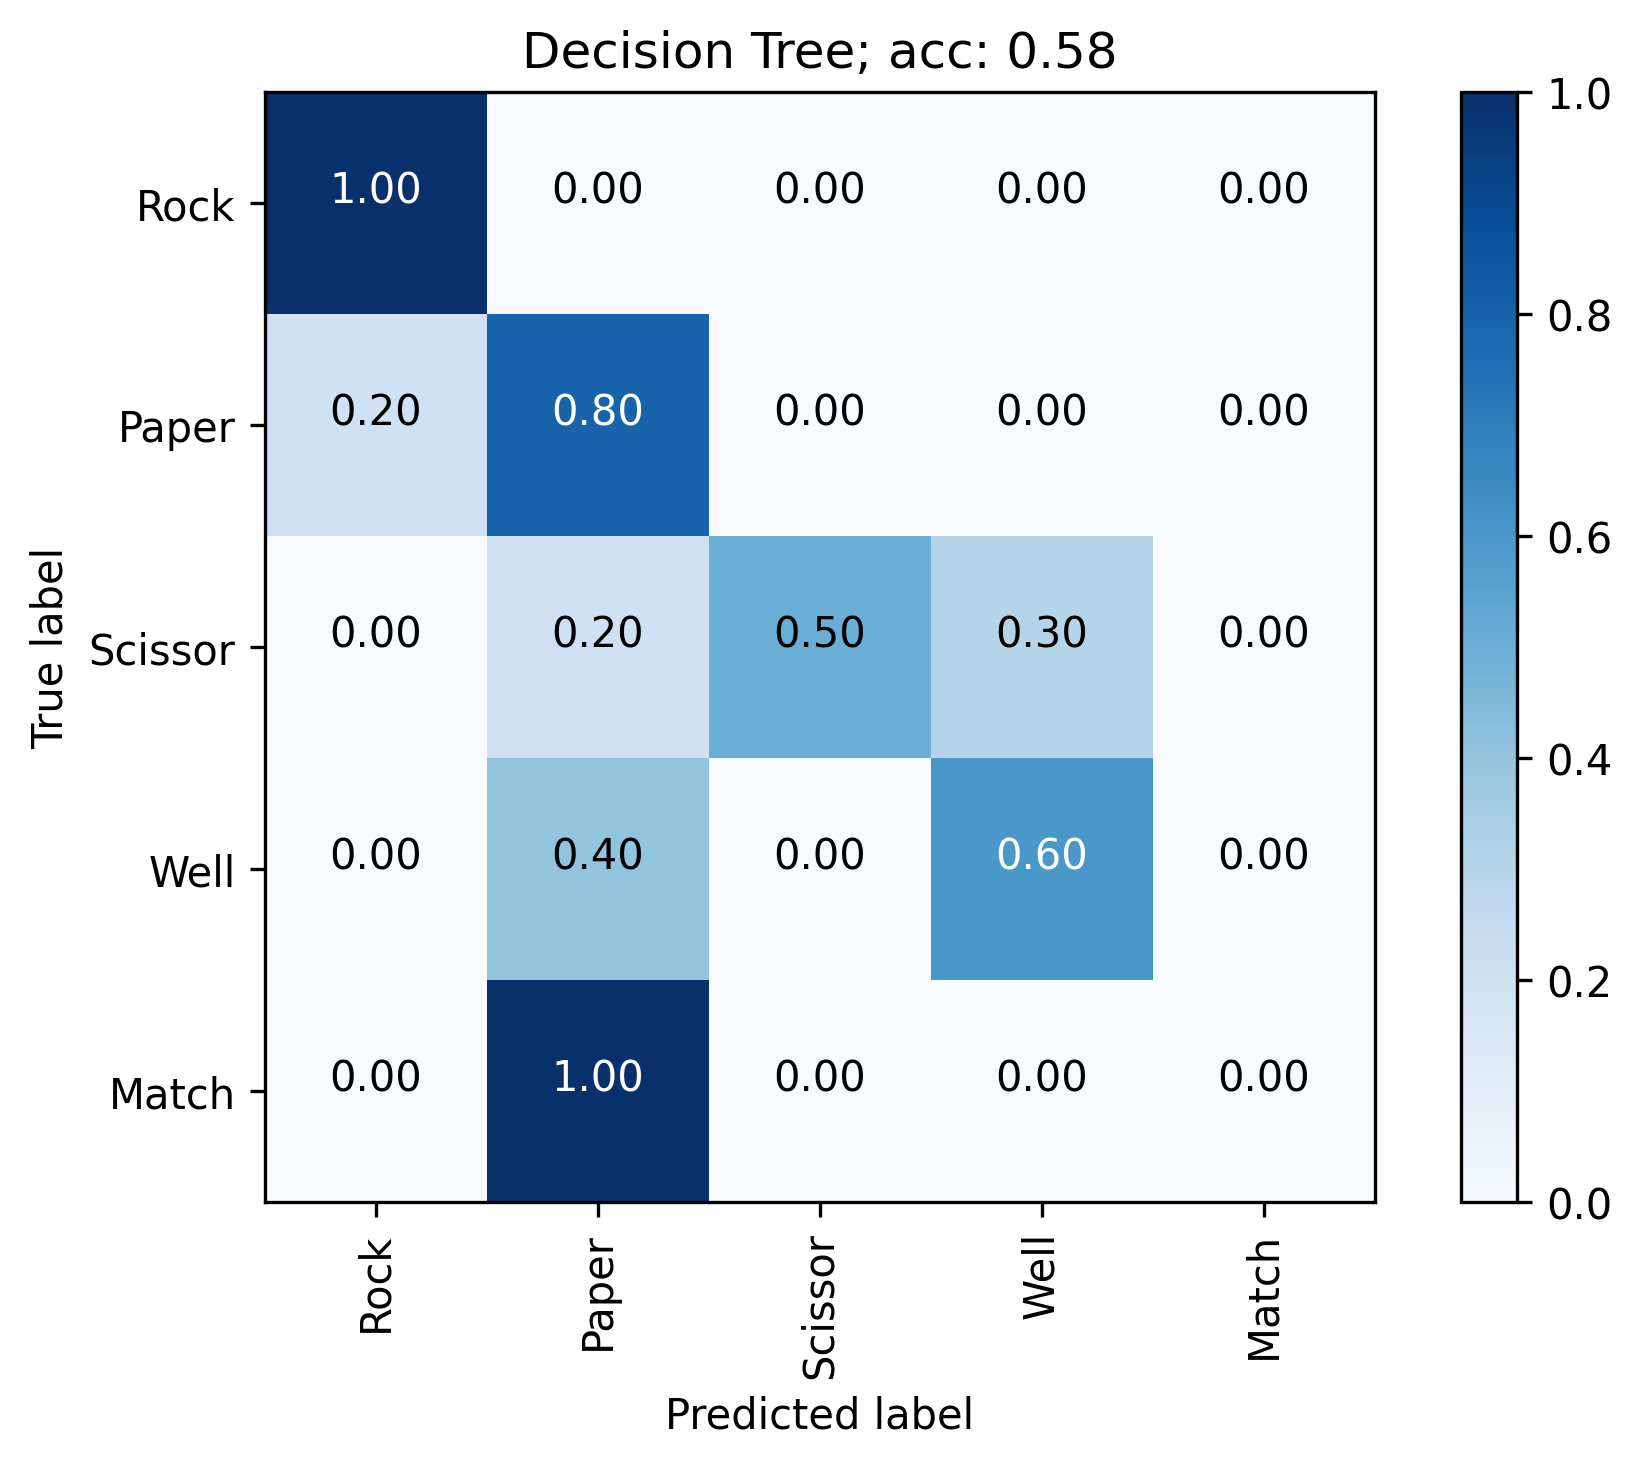 Decision Tree; acc: 0.58
Rock 1.00 0.00 0.00 0.00 0.00
Paper 0.20 0.80 0.00 0.00 0.00
Scissor 0.00 0.20 0.50 0.30 0.00
Well 0.00 0.40 0.00 0.60 0.00
Match 0.00 1.00 0.00 0.00 0.00
True label
Rock Paper Scissor Well Match
Predicted label
1.0
0.8
0.6
0.4
0.2
0.0